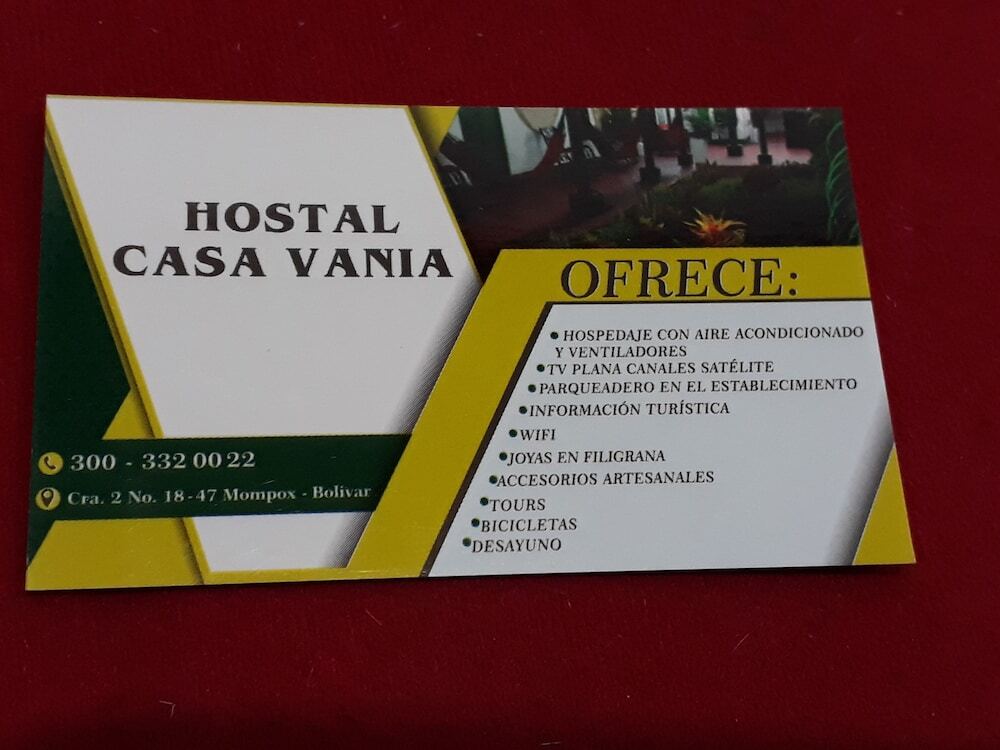 HOSTAL
CASA VANIA
300 - 332 00 22
Cra. 2 No. 18-47 Mompox - Bolivar
OFRECE:
• HOSPEDAJE CON AIRE ACONDICIONADO
Y VENTILADORES
• TV PLANA CANALES SATÉLITE
• PARQUEADERO EN EL ESTABLECIMIENTO
• INFORMACIÓN TURÍSTICA
• WIFI
• JOYAS EN FILIGRANA
• ACCESORIOS ARTESANALES
• TOURS
• BICICLETAS
• DESAYUNO